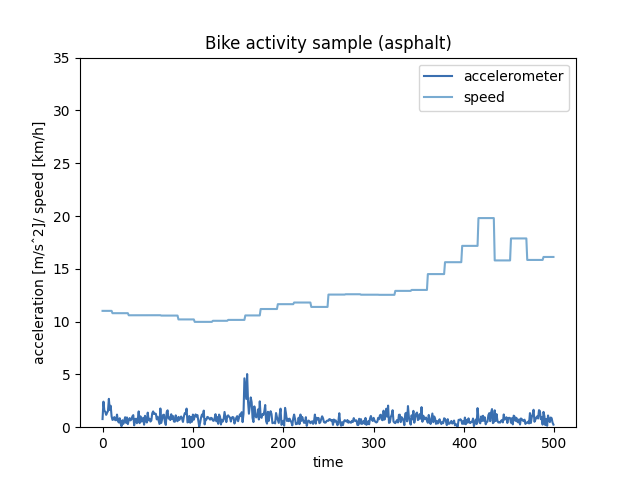 Bike activity sample (asphalt)
accelerometer
speed
35
30
25
20
15
10
5
0
acceleration [m/sˆ2]/ speed [km/h]
0 100 200 300 400 500
time